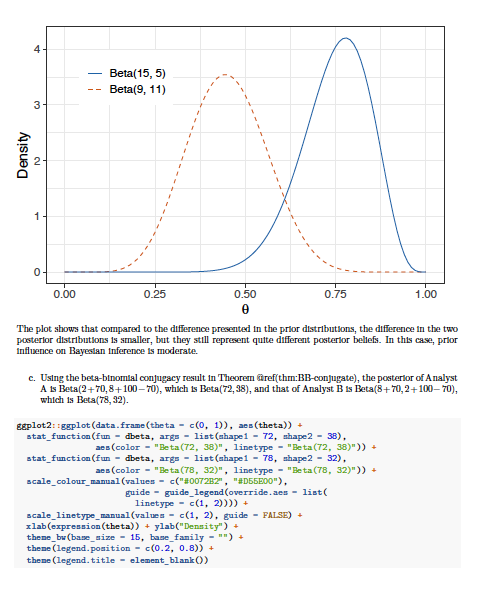 4
3
2
1
0
Density
Beta(15, 5)
Beta(9, 11)
0.00 0.25 0.50 0.75 1.00
θ
The plot shows that compared to the difference presented in the prior distributions, the difference in the two
posterior distributions is smaller, but they still represent quite different posterior beliefs. In this case, prior
influence on Bayesian inference is moderate.
c. Using the beta-binomial conjugacy result in Theorem @ref(thm:BB-conjugate), the posterior of Analyst
A is Beta(2+70, 8+100−70), which is Beta(72, 38), and that of Analyst B is Beta(8+70, 2+100−70),
which is Beta(78, 32).
ggplot2::ggplot(data.frame(theta = c(0, 1)), aes(theta)) +
stat_function(fun = dbeta, args = list(shape1 = 72, shape2 = 38),
aes(color = "Beta(72, 38)", linetype = "Beta(72, 38)")) +
stat_function(fun = dbeta, args = list(shape1 = 78, shape2 = 32),
aes(color = "Beta(78, 32)", linetype = "Beta(78, 32)")) +
scale_colour_manual(values = c("#0072B2", "#D55E00"),
guide = guide_legend(override.aes = list(
linetype = c(1, 2)))) +
scale_linetype_manual(values = c(1, 2), guide = FALSE) +
xlab(expression(theta)) + ylab("Density") +
theme_bw(base_size = 15, base_family = "") +
theme(legend.position = c(0.2, 0.8)) +
theme(legend.title = element_blank())